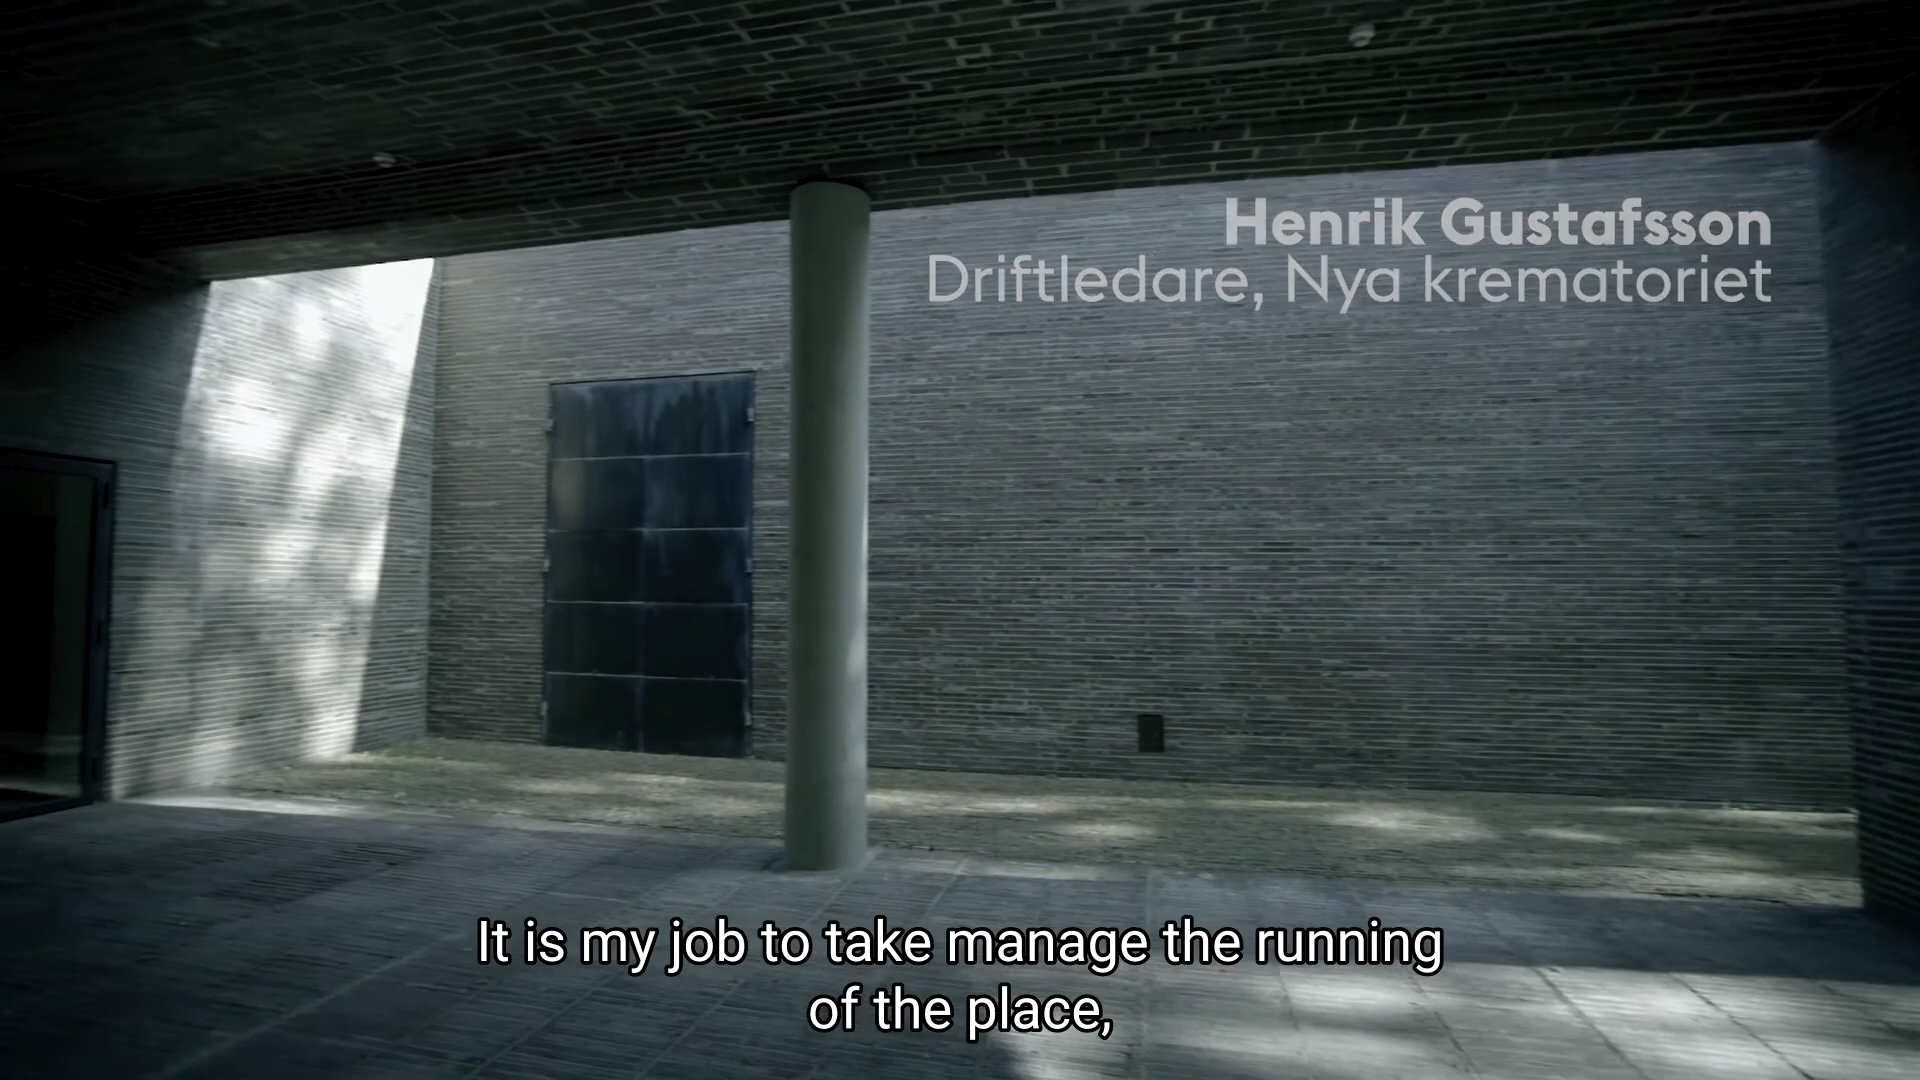 Henrik Gustafsson
Driftledare, Nya krematoriet
It is my job to take manage the running
of the place,